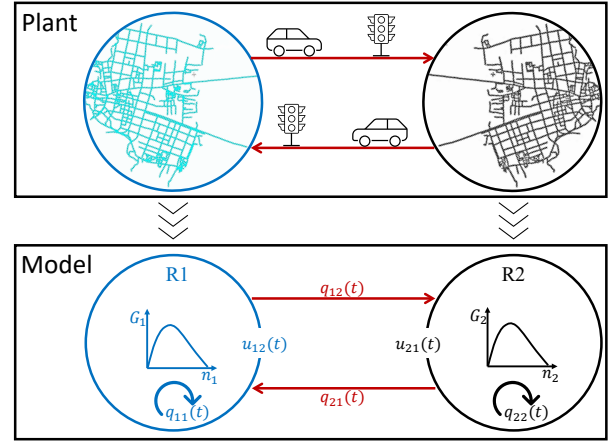 Plant
Model
R1
R2
q₁₂(t)
G₁
n₁
u₁₂(t)
u₂₁(t)
G₂
n₂
q₁₁(t)
q₂₁(t)
q₂₂(t)